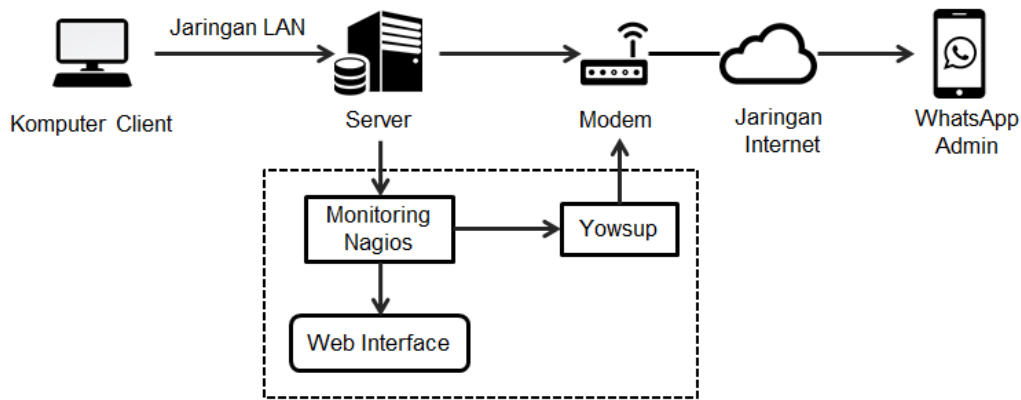 Jaringan LAN
Komputer Client
Server
Modem
Jaringan
Internet
WhatsApp
Admin
Monitoring
Nagios
Yowsup
Web Interface